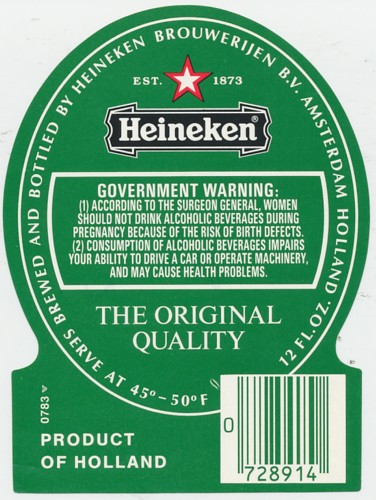 BREWED AND BOTTLED BY HEINEKEN BROUWERIJEN B.V. AMSTERDAM HOLLAND
EST. 1873
Heineken®
GOVERNMENT WARNING:
(1) ACCORDING TO THE SURGEON GENERAL, WOMEN
SHOULD NOT DRINK ALCOHOLIC BEVERAGES DURING
PREGNANCY BECAUSE OF THE RISK OF BIRTH DEFECTS.
(2) CONSUMPTION OF ALCOHOLIC BEVERAGES IMPAIRS
YOUR ABILITY TO DRIVE A CAR OR OPERATE MACHINERY,
AND MAY CAUSE HEALTH PROBLEMS.
THE ORIGINAL
QUALITY
SERVE AT 45º – 50º F
12 FL.OZ.
0783
PRODUCT
OF HOLLAND
0
728914